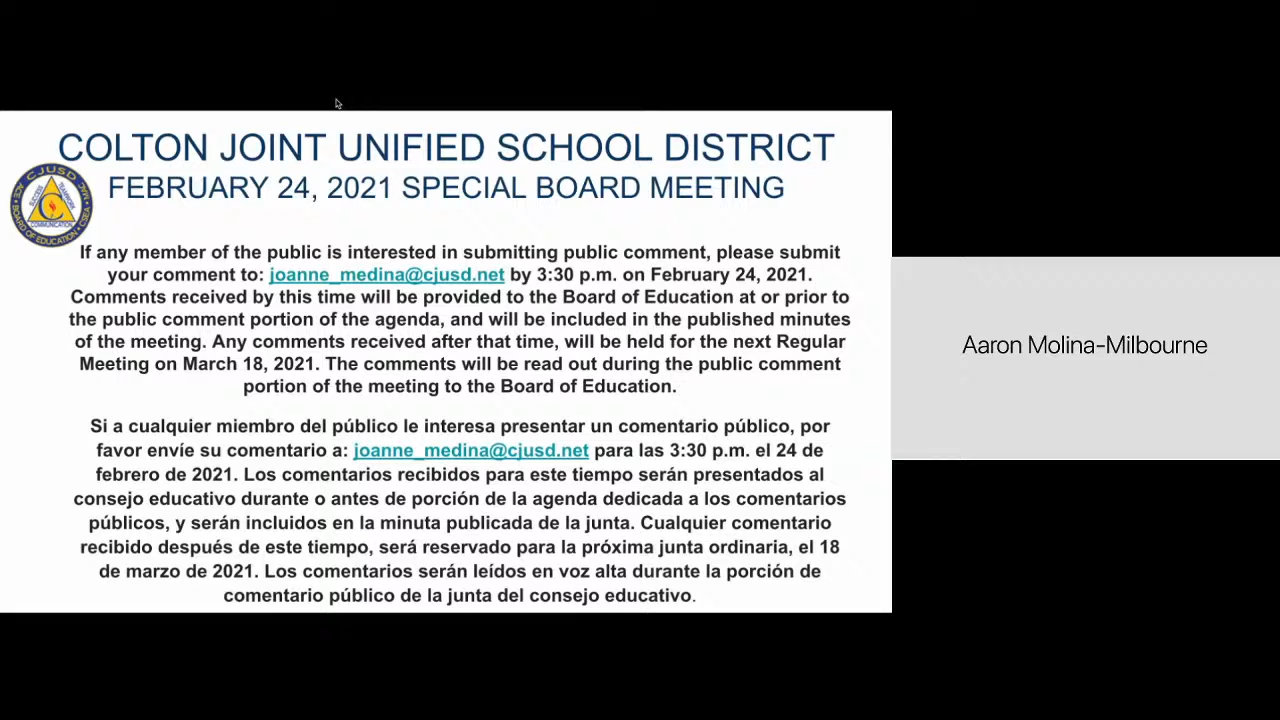 COLTON JOINT UNIFIED SCHOOL DISTRICT
FEBRUARY 24, 2021 SPECIAL BOARD MEETING
CJUSD
ACE • BOARD OF EDUCATION • CSEA • MAC
SUCCESS
TEAMWORK
COMMUNICATION
If any member of the public is interested in submitting public comment, please submit
your comment to: joanne_medina@cjusd.net by 3:30 p.m. on February 24, 2021.
Comments received by this time will be provided to the Board of Education at or prior to
the public comment portion of the agenda, and will be included in the published minutes
of the meeting. Any comments received after that time, will be held for the next Regular
Meeting on March 18, 2021. The comments will be read out during the public comment
portion of the meeting to the Board of Education.
Si a cualquier miembro del público le interesa presentar un comentario público, por
favor envíe su comentario a: joanne_medina@cjusd.net para las 3:30 p.m. el 24 de
febrero de 2021. Los comentarios recibidos para este tiempo serán presentados al
consejo educativo durante o antes de porción de la agenda dedicada a los comentarios
públicos, y serán incluidos en la minuta publicada de la junta. Cualquier comentario
recibido después de este tiempo, será reservado para la próxima junta ordinaria, el 18
de marzo de 2021. Los comentarios serán leídos en voz alta durante la porción de
comentario público de la junta del consejo educativo.
Aaron Molina-Milbourne